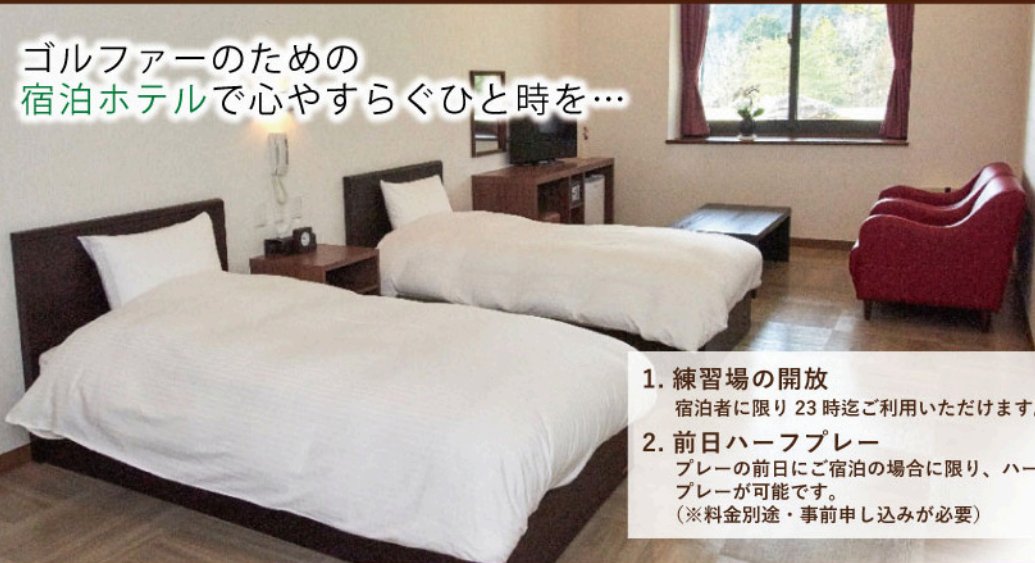 ゴルファーのための
宿泊ホテルで心やすらぐひと時を…
1. 練習場の開放
宿泊者に限り 23 時迄ご利用いただけます。
2. 前日ハーフプレー
プレーの前日にご宿泊の場合に限り、ハー
プレーが可能です。
（※料金別途・事前申し込みが必要）